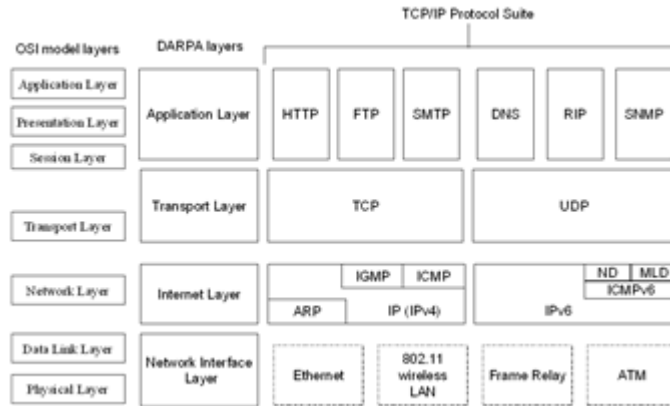 TCP/IP Protocol Suite
OSI model layers
DARPA layers
Application Layer
Presentation Layer
Session Layer
Application Layer
HTTP
FTP
SMTP
DNS
RIP
SNMP
Transport Layer
Transport Layer
TCP
UDP
Network Layer
Internet Layer
IGMP
ICMP
ARP
IP (IPv4)
ND
MLD
ICMPv6
IPv6
Data Link Layer
Physical Layer
Network Interface
Layer
Ethernet
802.11
wireless
LAN
Frame Relay
ATM